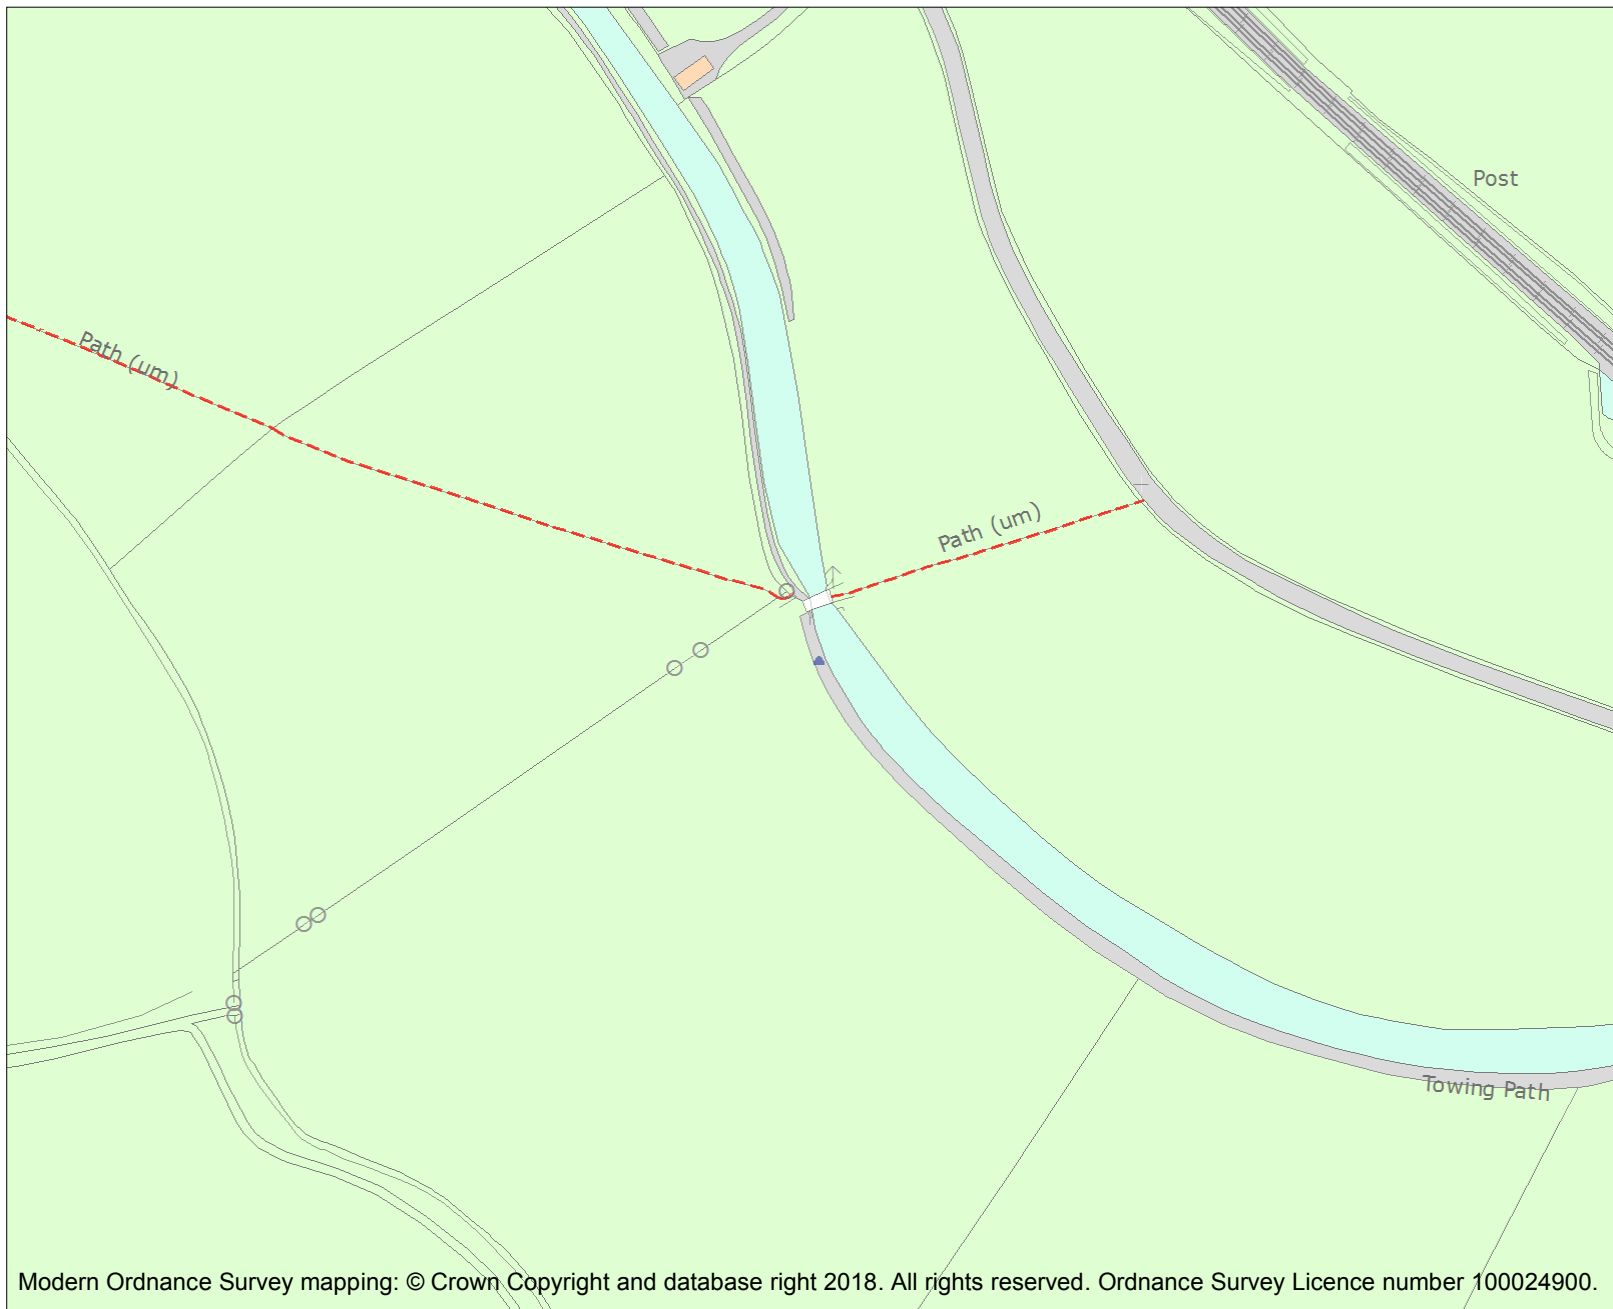 Post
Path (um)
Path (um)
Towing Path
Modern Ordnance Survey mapping: © Crown Copyright and database right 2018. All rights reserved. Ordnance Survey Licence number 100024900.